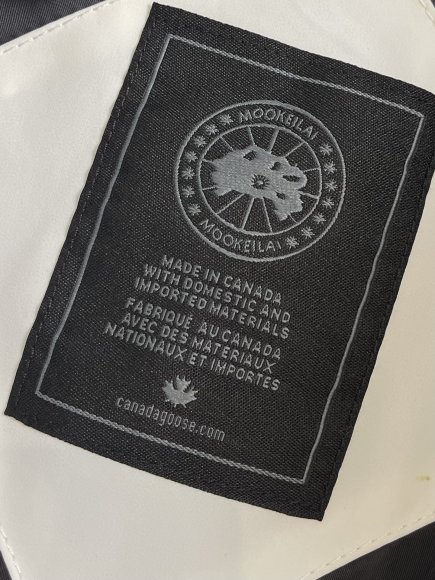 MOOKEILAI
MOOKEILAI
MADE IN CANADA
WITH DOMESTIC AND
IMPORTED MATERIALS
FABRIQUÉ AU CANADA
AVEC DES MATERIAUX
NATIONAUX ET IMPORTÉS
canadagoose.com